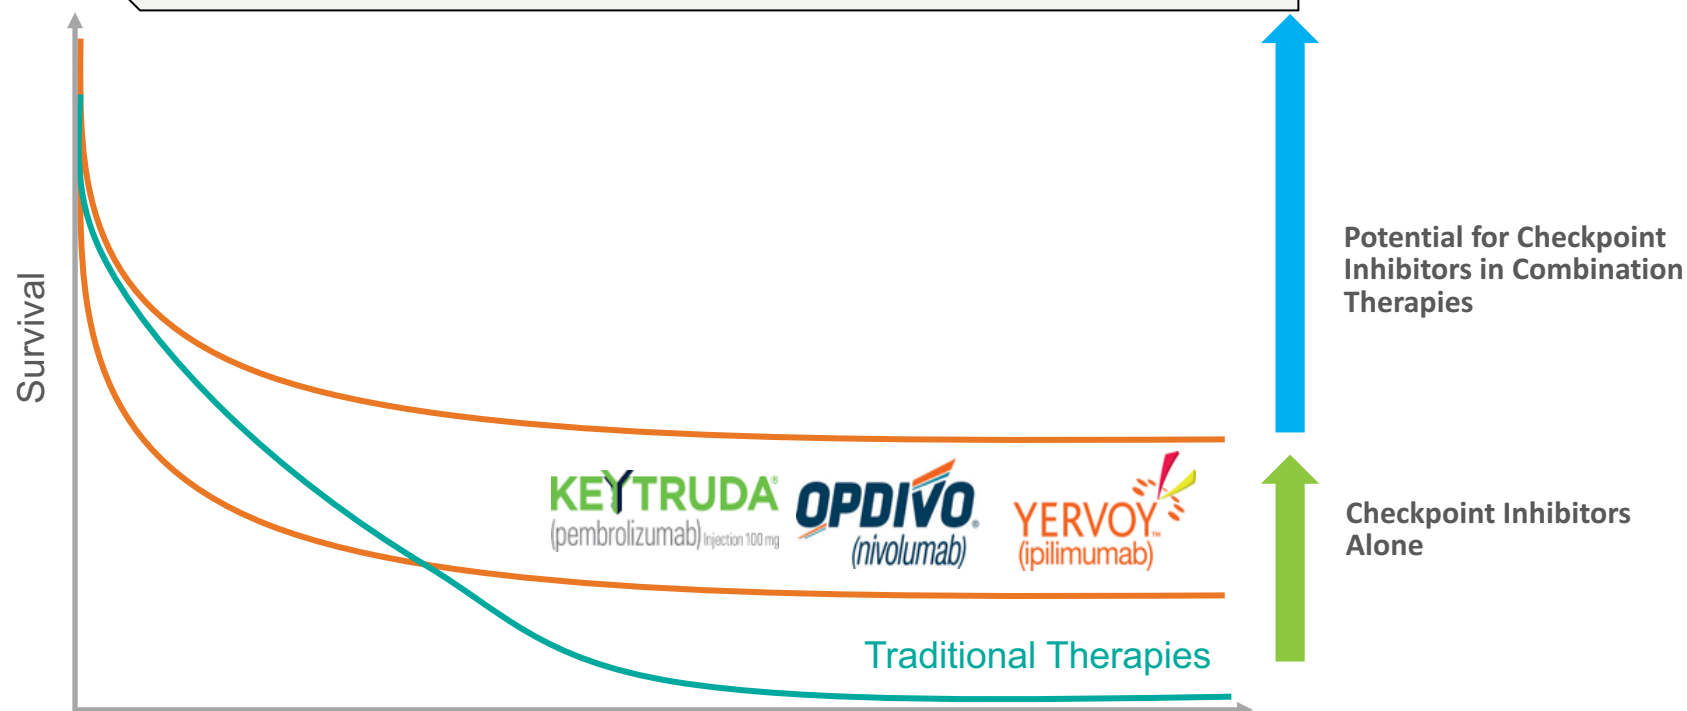 Survival
Potential for Checkpoint
Inhibitors in Combination
Therapies
KEYTRUDA®
(pembrolizumab) Injection 100 mg
OPDIVO®
(nivolumab)
YERVOY™
(ipilimumab)
Checkpoint Inhibitors
Alone
Traditional Therapies